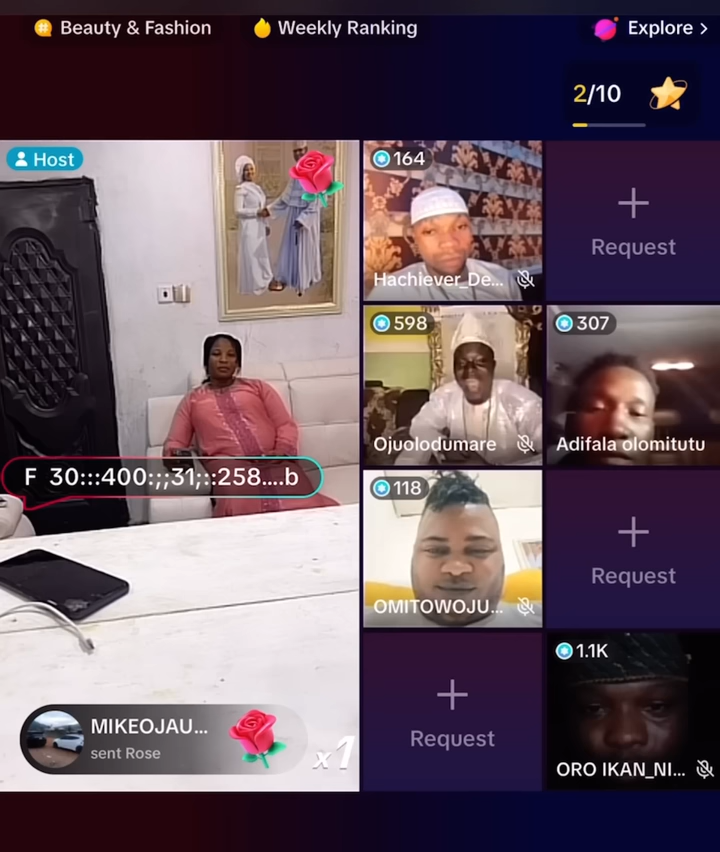 Beauty & Fashion
Weekly Ranking
Explore >
2/10
Host
164
Hachiever_De...
+
Request
598
Ojuolodumare
307
Adifala olomitutu
F 30:::400:;;31;::258....b
118
OMITOWOJU...
+
Request
+
Request
1.1K
ORO IKAN_NI...
MIKEOJAU...
sent Rose
x1